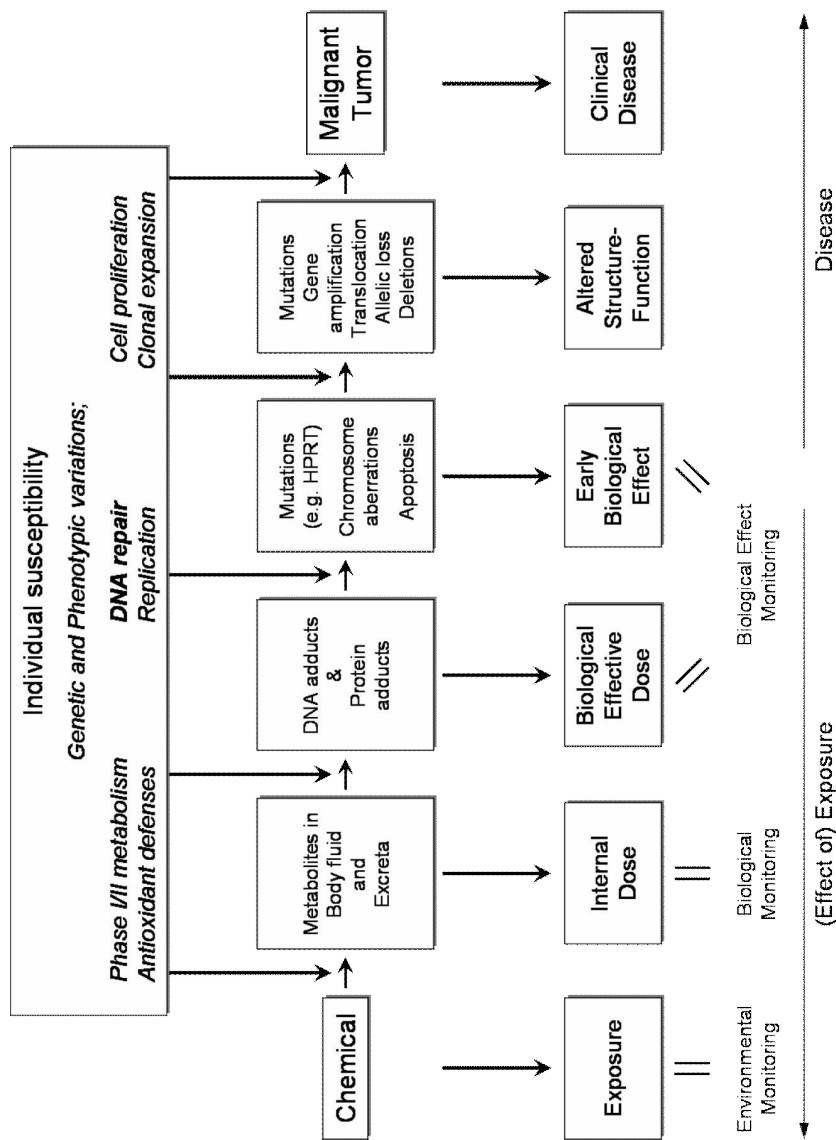 Individual susceptibility
Genetic and Phenotypic variations;
Phase I/II metabolism
Antioxidant defenses
DNA repair
Replication
Cell proliferation
Clonal expansion
Chemical
Metabolites in
Body fluid
and
Excreta
DNA adducts
&
Protein
adducts
Mutations
(e.g. HPRT)
Chromosome
aberrations
Apoptosis
Mutations
Gene
amplification
Translocation
Allelic loss
Deletions
Malignant
Tumor
Exposure
Internal
Dose
Biological
Effective
Dose
Early
Biological
Effect
Altered
Structure-
Function
Clinical
Disease
Environmental
Monitoring
Biological
Monitoring
Biological Effect
Monitoring
(Effect of) Exposure
Disease